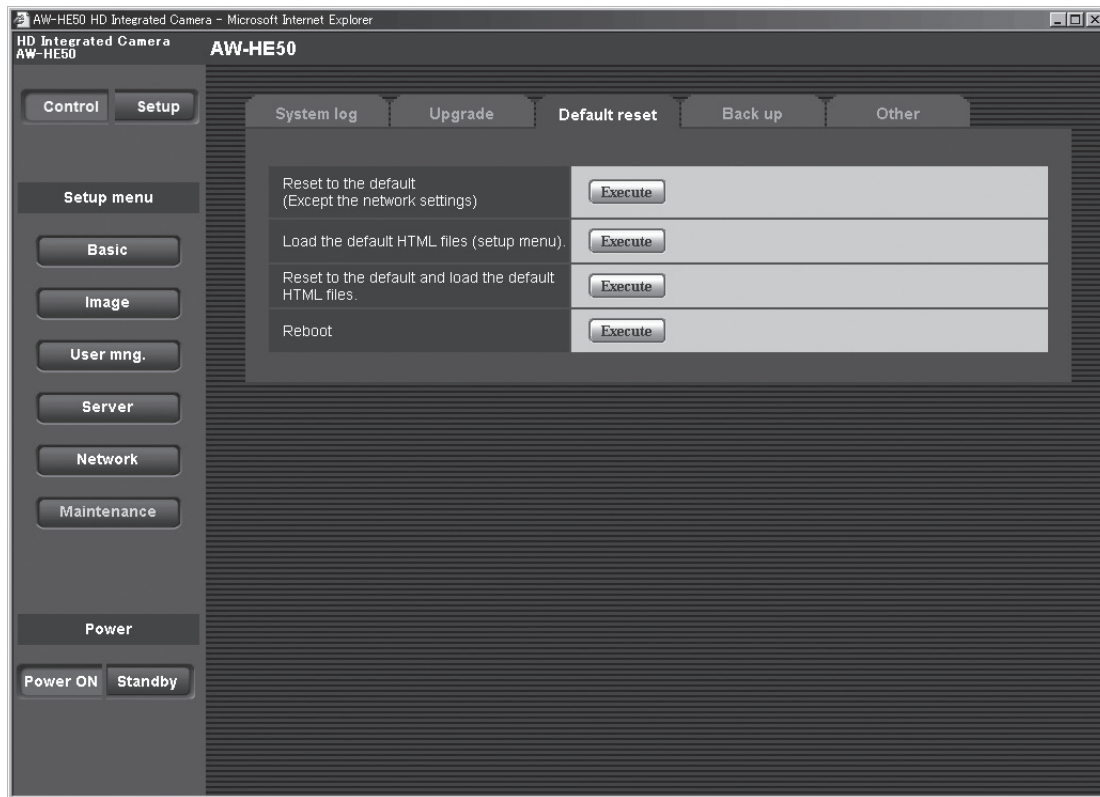 AW-HE50 HD Integrated Camera - Microsoft Internet Explorer
HD Integrated Camera
AW-HE50
AW-HE50
Control
Setup
Setup menu
Basic
Image
User mng.
Server
Network
Maintenance
Power
Power ON
Standby
System log
Upgrade
Default reset
Back up
Other
Reset to the default
(Except the network settings)
Execute
Load the default HTML files (setup menu).
Execute
Reset to the default and load the default
HTML files.
Execute
Reboot
Execute